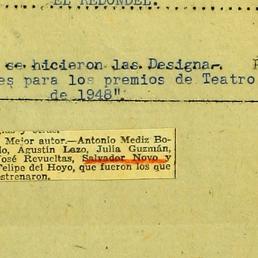 EL REDONDEL.
se hicieron las Designa-
es para los premios de Teatro
de 1948".
Mejor autor.—Antonio Mediz Bo-
lo, Agustín Lazo, Julia Guzmán,
José Revueltas, Salvador Novo y
Felipe del Hoyo, que fueron los que
estrenaron.